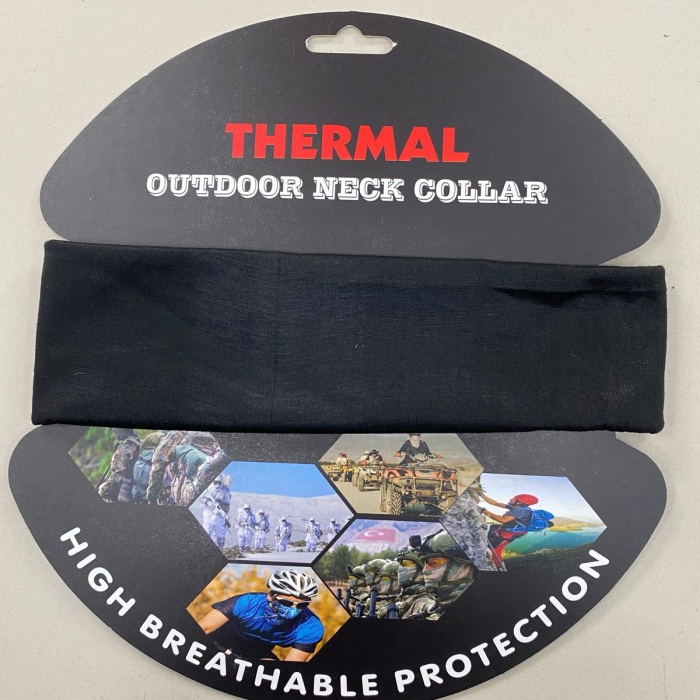 THERMAL
OUTDOOR NECK COLLAR
HIGH BREATHABLE PROTECTION